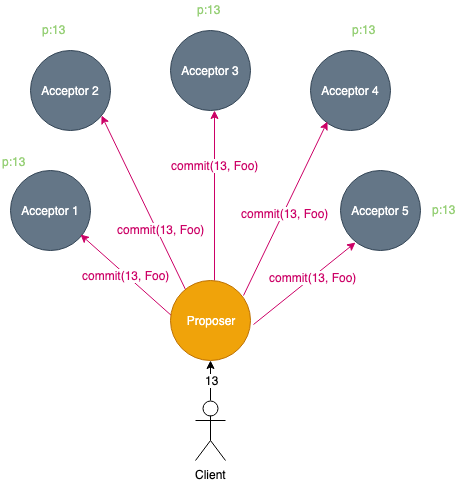 p:13
p:13
p:13
Acceptor 2
Acceptor 3
Acceptor 4
p:13
commit(13, Foo)
Acceptor 1
commit(13, Foo)
Acceptor 5
p:13
commit(13, Foo)
commit(13, Foo)
commit(13, Foo)
Proposer
13
Client